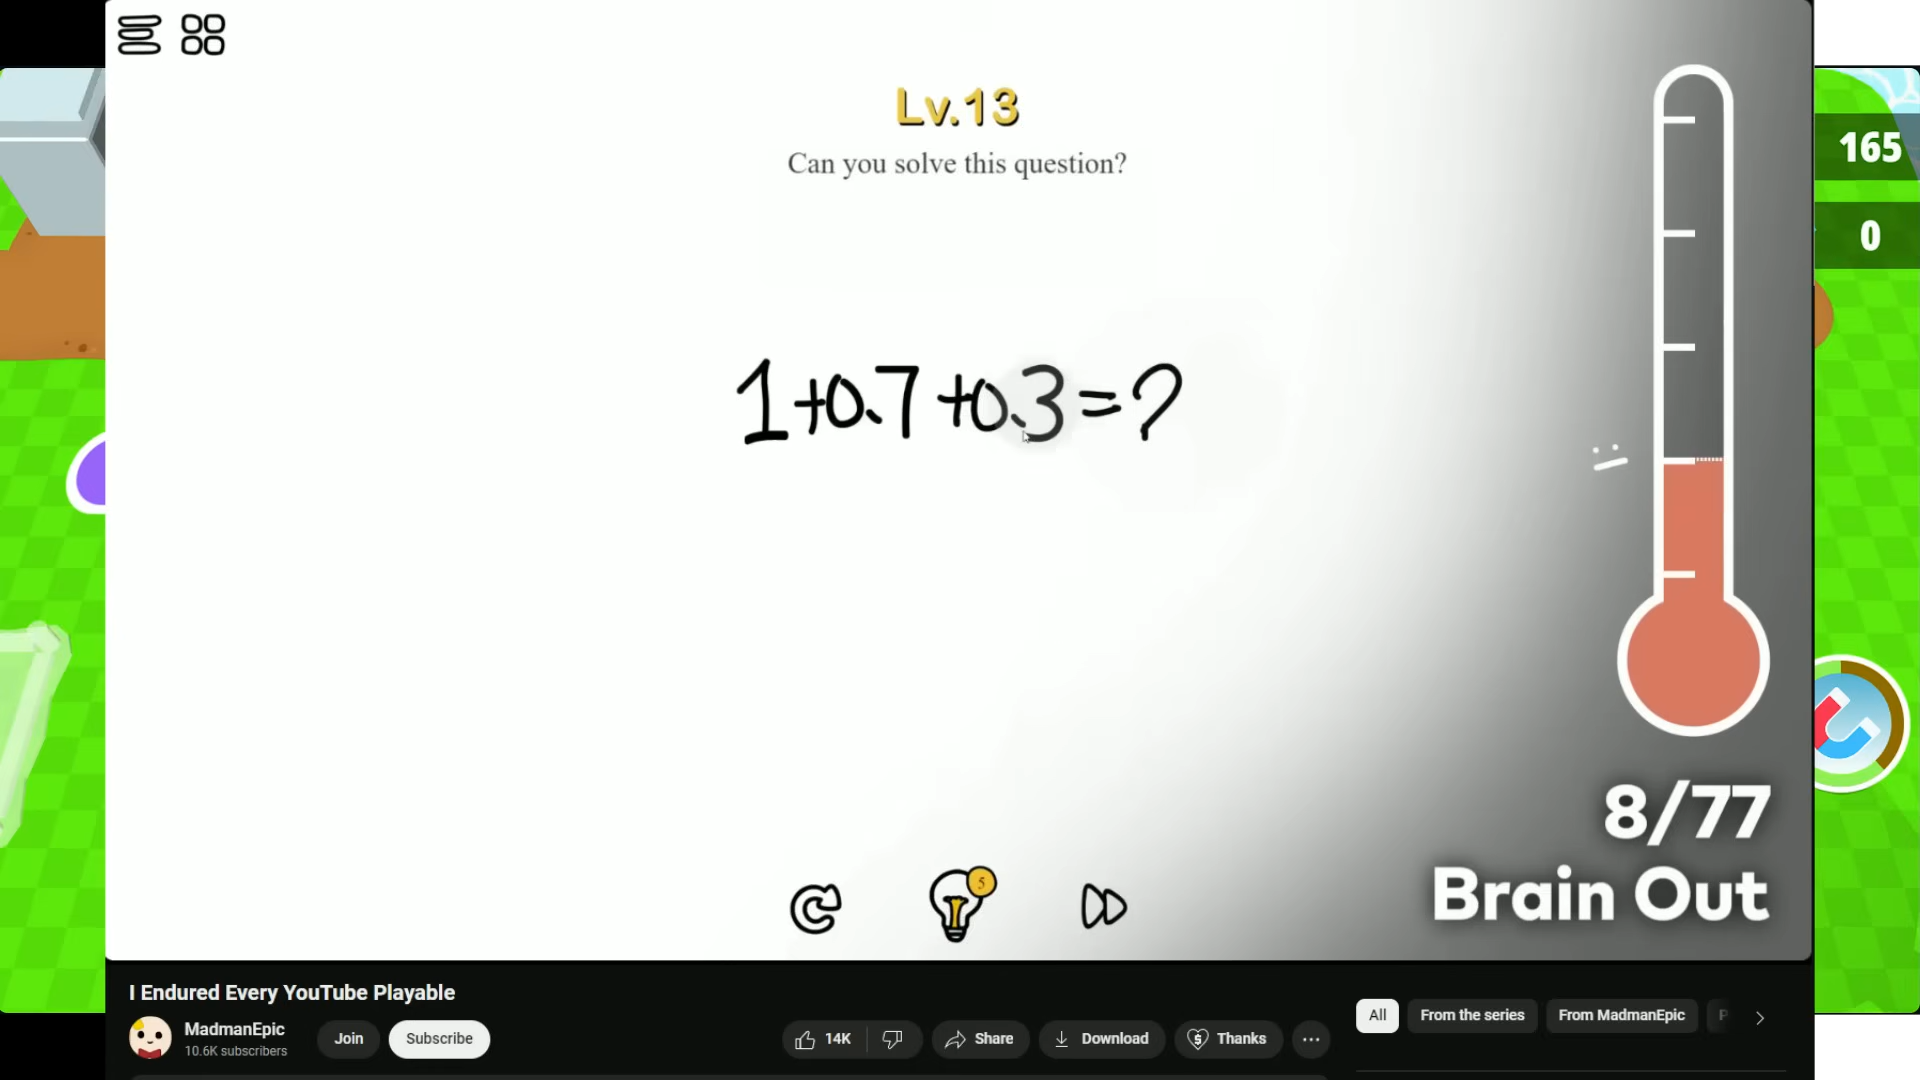 Lv.13
Can you solve this question?
165
0
1+0.7+0.3=?
8/77
Brain Out
5
I Endured Every YouTube Playable
MadmanEpic
10.6K subscribers
Join
Subscribe
14K
Share
Download
Thanks
All
From the series
From MadmanEpic